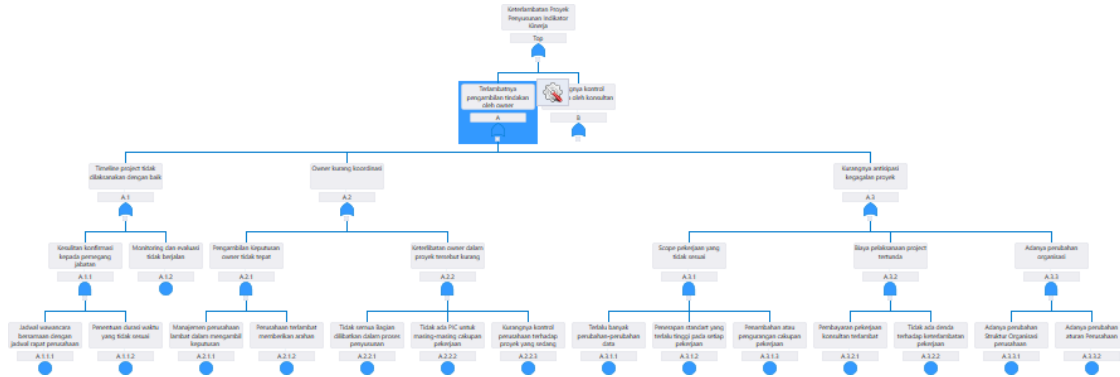 Keterlambatan Proyek
Penyusunan Indikator
Kinerja
Top
Terlambatnya
pengambilan tindakan
oleh owner
gnya kontrol
oleh konsultan
A
B
Timeline project tidak
dilaksanakan dengan baik
Owner kurang koordinasi
Kurangnya antisipasi
kegagalan proyek
A.1
A.2
A.3
Kesulitan konfirmasi
kepada pemegang
jabatan
Monitoring dan evaluasi
tidak berjalan
Pengambilan Keputusan
owner tidak tepat
Keterlibatan owner dalam
proyek tersebut kurang
Scope pekerjaan yang
tidak sesuai
Biaya pelaksanaan project
tertunda
Adanya perubahan
organisasi
A.1.1
A.1.2
A.2.1
A.2.2
A.3.1
A.3.2
A.3.3
Jadwal wawancara
bersamaan dengan
jadwal rapat perusahaan
Penentuan durasi waktu
yang tidak sesuai
Manajemen perusahaan
lambat dalam mengambil
keputusan
Perusahaan terlambat
memberikan arahan
Tidak semua Bagian
dilibatkan dalam proses
penyusunan
Tidak ada PIC untuk
masing-masing cakupan
pekerjaan
Kurangnya kontrol
perusahaan terhadap
proyek yang sedang
Terlalu banyak
perubahan-perubahan
data
Penerapan standart yang
terlalu tinggi pada setiap
pekerjaan
Penambahan atau
pengurangan cakupan
pekerjaan
Pembayaran pekerjaan
konsultan terlambat
Tidak ada denda
terhadap keterlambatan
pekerjaan
Adanya perubahan
Struktur Organisasi
perusahaan
Adanya perubahan
aturan Perusahaan
A.1.1.1
A.1.1.2
A.2.1.1
A.2.1.2
A.2.2.1
A.2.2.2
A.2.2.3
A.3.1.1
A.3.1.2
A.3.1.3
A.3.2.1
A.3.2.2
A.3.3.1
A.3.3.2